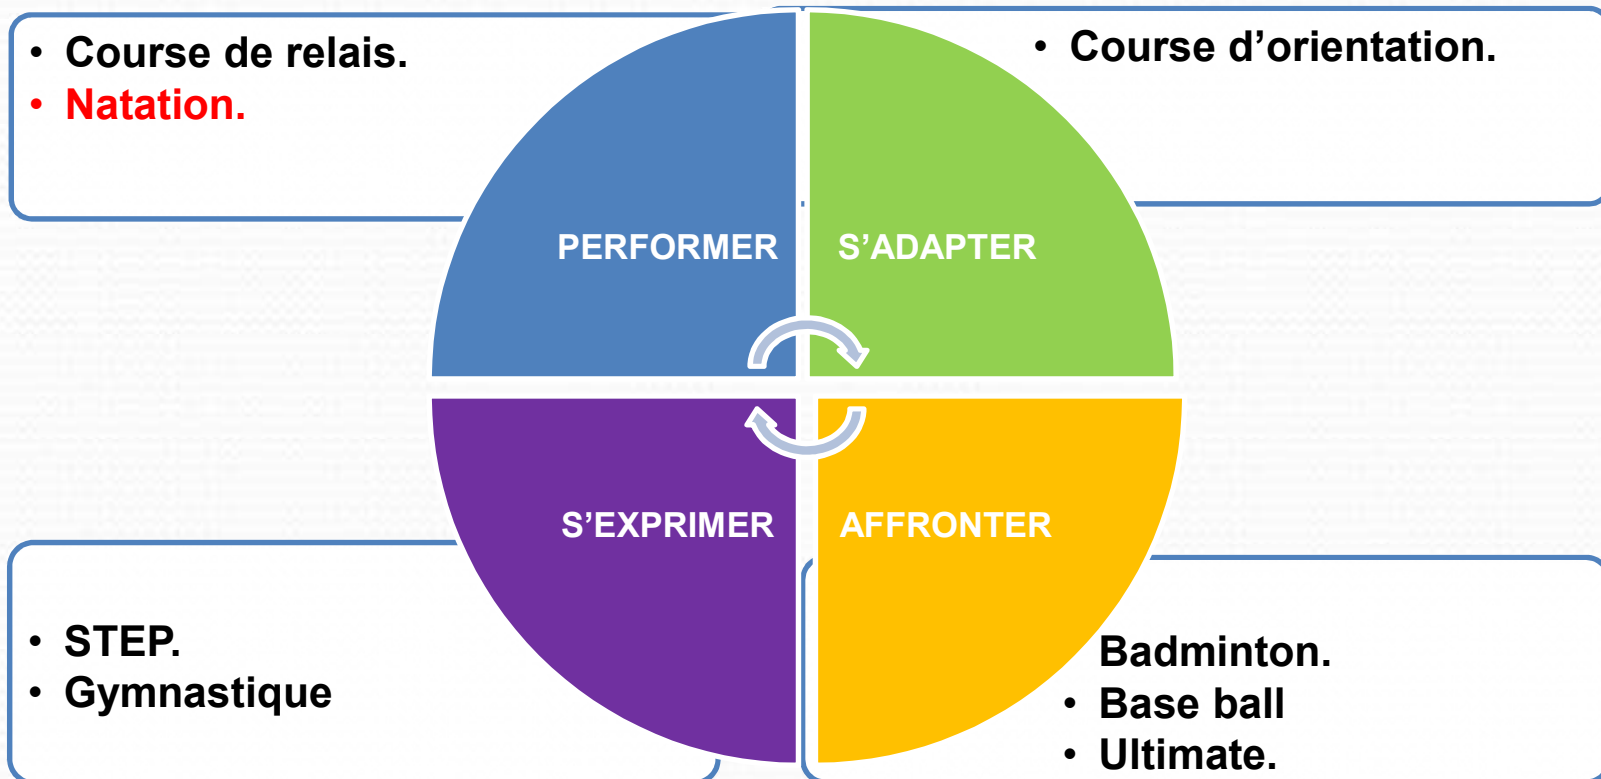 • Course de relais.
• Natation.
• Course d’orientation.
PERFORMER
S’ADAPTER
S’EXPRIMER
AFFRONTER
• STEP.
• Gymnastique
Badminton.
• Base ball
• Ultimate.